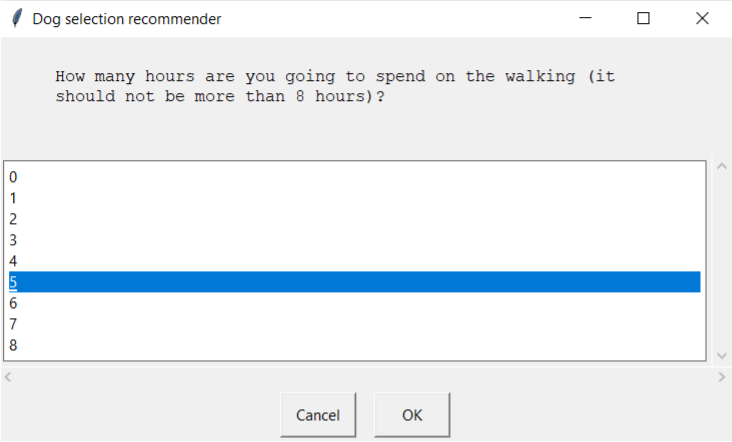 Dog selection recommender
How many hours are you going to spend on the walking (it
should not be more than 8 hours)?
0
1
2
3
4
5
6
7
8
Cancel
OK